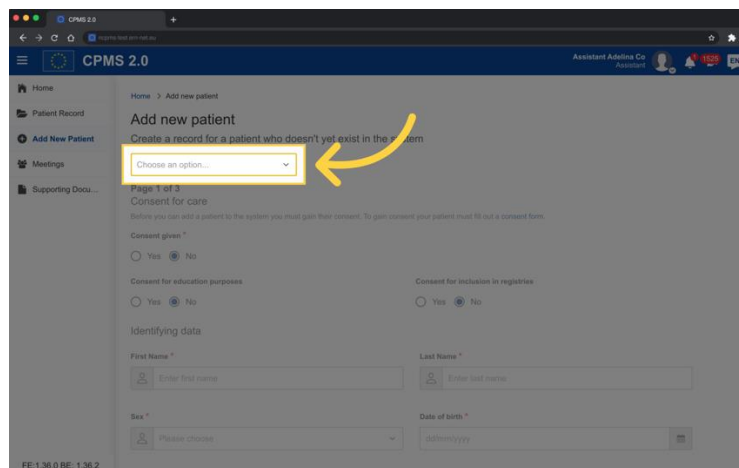 CPMS 2.0
CPMS 2.0
Assistant Adelina Co
Assistant
1525
EN
Home
Patient Record
Add New Patient
Meetings
Supporting Docu...
Home > Add new patient
Add new patient
Create a record for a patient who doesn't yet exist in the system
Choose an option...
Page 1 of 3
Consent for care
Before you can add a patient to the system you must gain their consent. To gain consent your patient must fill out a consent form.
Consent given *
Yes No
Consent for education purposes
Consent for inclusion in registries
Yes No
Yes No
Identifying data
First Name *
Last Name *
Enter first name
Enter last name
Sex *
Date of birth *
Please choose
dd/mm/yyyy
FE:1.36.0 BE: 1.36.2